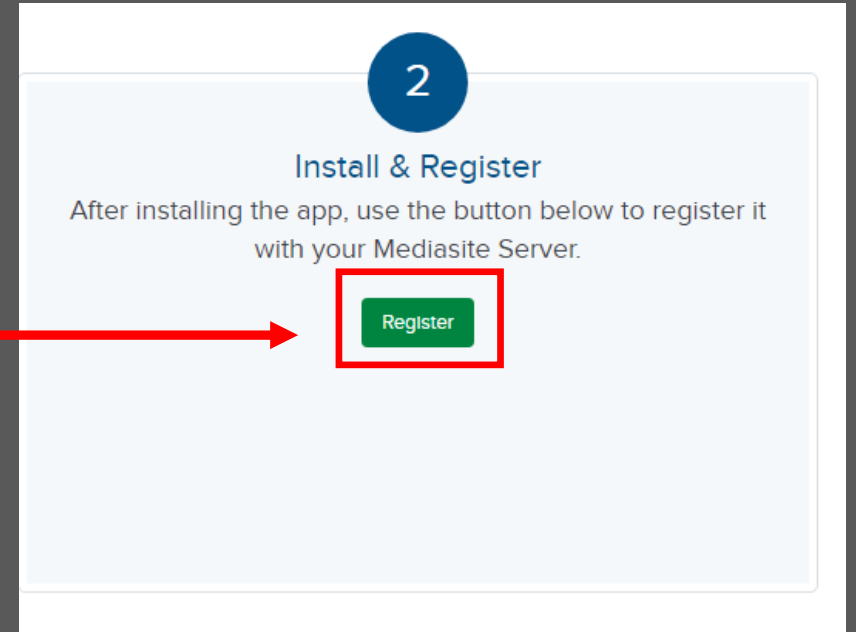 2
Install & Register
After installing the app, use the button below to register it
with your Mediasite Server.
Register